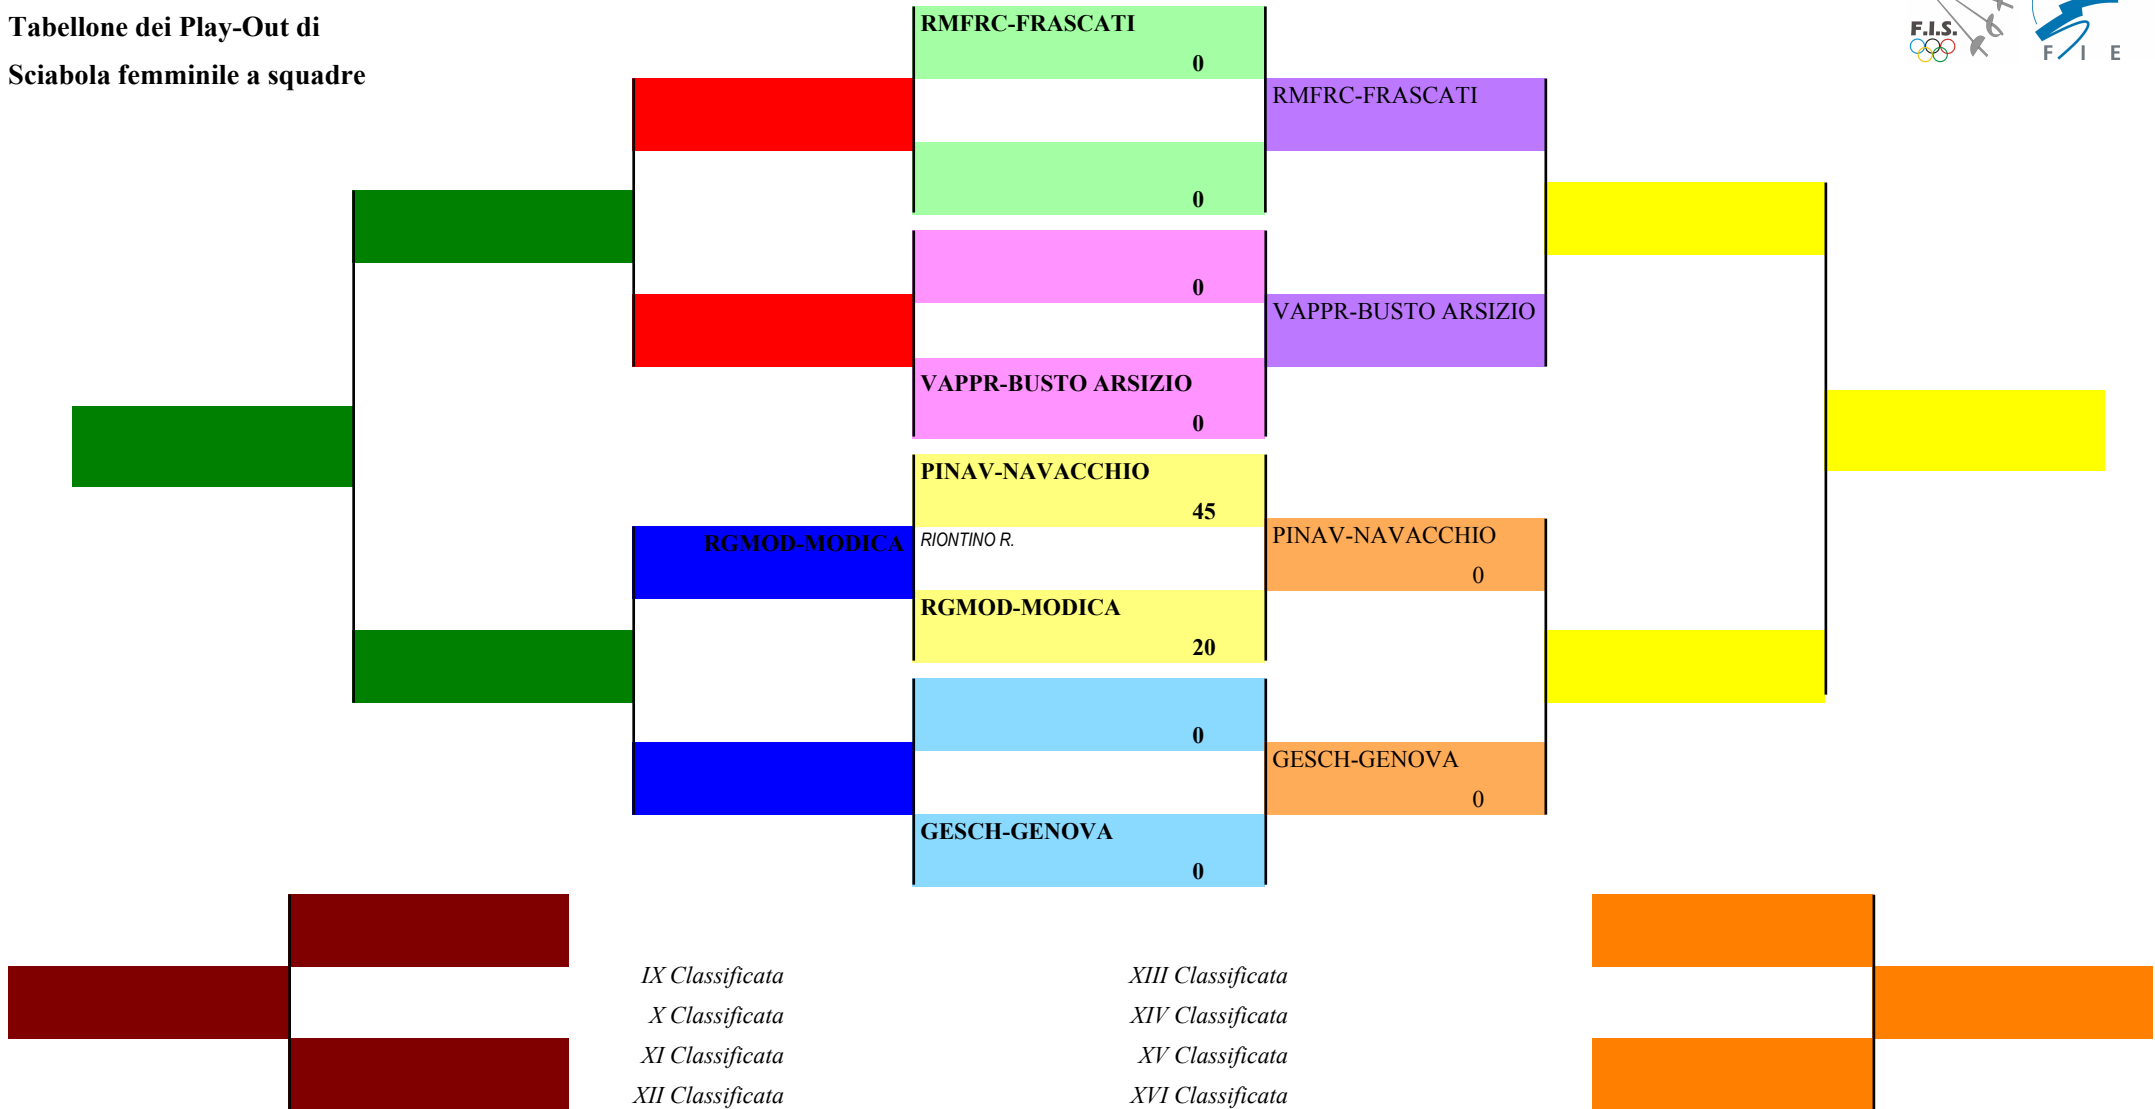 Tabellone dei Play-Out di
Sciabola femminile a squadre
F.I.S.
F I E
RMFRC-FRASCATI
0
0
0
VAPPR-BUSTO ARSIZIO
0
RMFRC-FRASCATI
VAPPR-BUSTO ARSIZIO
PINAV-NAVACCHIO
45
RGMOD-MODICA
RIONTINO R.
RGMOD-MODICA
20
PINAV-NAVACCHIO
0
0
GESCH-GENOVA
0
GESCH-GENOVA
0
IX Classificata
X Classificata
XI Classificata
XII Classificata
XIII Classificata
XIV Classificata
XV Classificata
XVI Classificata